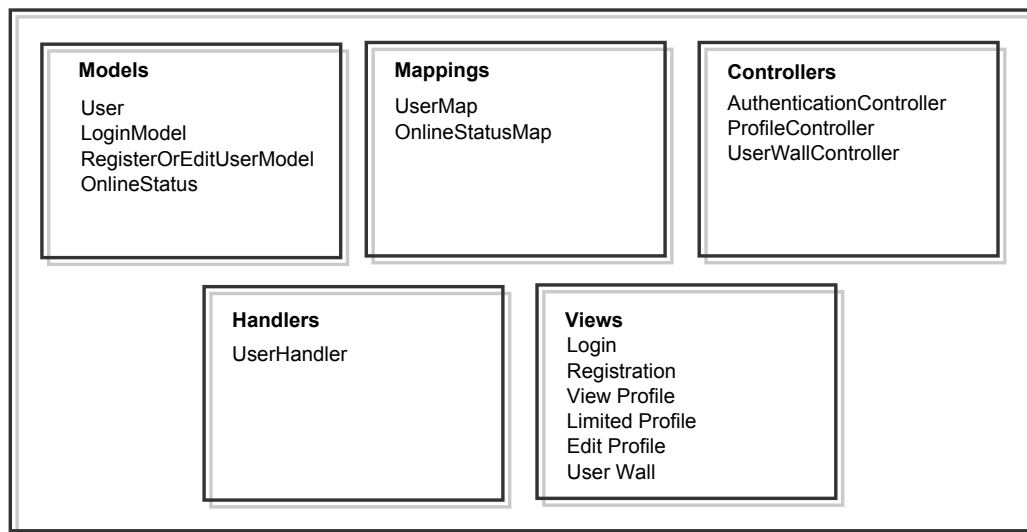 Models
User
LoginModel
RegisterOrEditUserModel
OnlineStatus
Mappings
UserMap
OnlineStatusMap
Controllers
AuthenticationController
ProfileController
UserWallController
Handlers
UserHandler
Views
Login
Registration
View Profile
Limited Profile
Edit Profile
User Wall